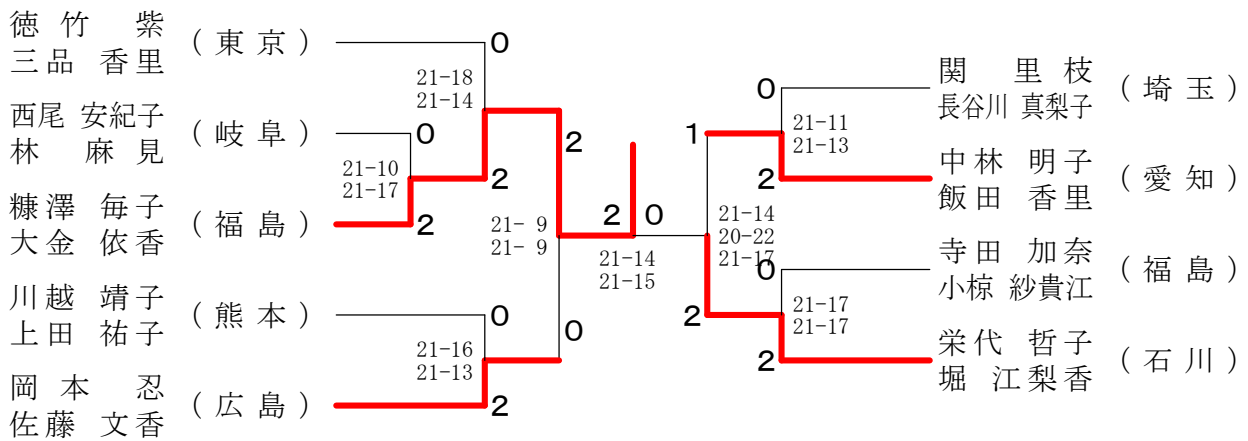 徳竹 紫
三品 香里
(東京)
西尾 安紀子
林 麻見
(岐阜)
糠澤 毎子
大金 依香
(福島)
川越 靖子
上田 祐子
(熊本)
岡本 忍
佐藤 文香
(広島)
0
21-18
21-14
2
0
21-10
21-17
2
2
21- 9
21- 9
0
0
21-16
21-13
2
2
0
21-14
21-15
1
21-14
20-22
21-17
2
0
21-11
21-13
2
0
21-17
21-17
2
関 里枝
長谷川 真梨子
(埼玉)
中林 明子
飯田 香里
(愛知)
寺田 加奈
小椋 紗貴江
(福島)
栄代 哲子
堀 江梨香
(石川)